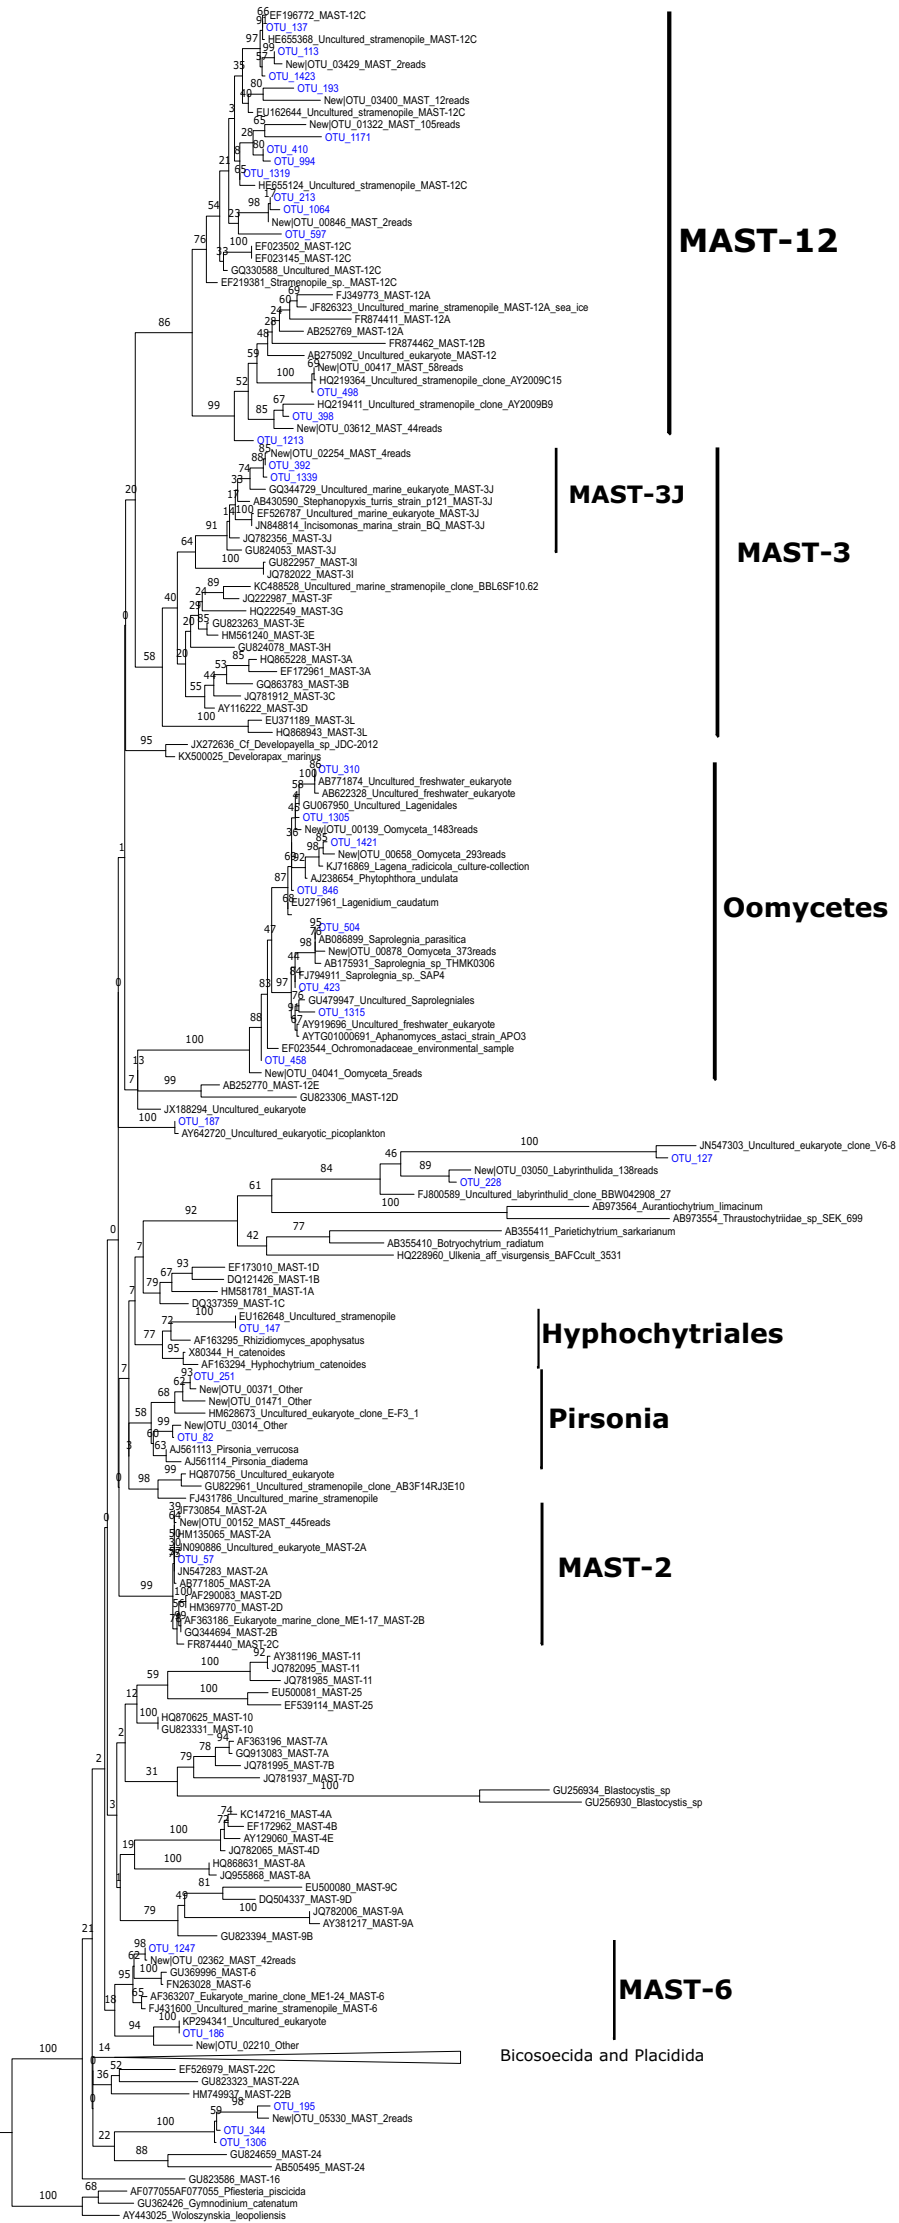 EF196772_MAST-12C
OTU_137
HE655368_Uncultured_stramenopile_MAST-12C
OTU_113
New|OTU_03429_MAST_2reads
OTU_1423
OTU_193
New|OTU_03400_MAST_12reads
EU162644_Uncultured_stramenopile_MAST-12C
New|OTU_01322_MAST_105reads
OTU_1171
OTU_410
OTU_994
OTU_1319
HE655124_Uncultured_stramenopile_MAST-12C
OTU_213
OTU_1064
New|OTU_00846_MAST_2reads
OTU_597
EF023502_MAST-12C
EF023145_MAST-12C
GQ330588_Uncultured_MAST-12C
EF219381_Stramenopile_sp._MAST-12C
MAST-12
FJ349773_MAST-12A
JF826323_Uncultured_marine_stramenopile_MAST-12A_sea_ice
FR874411_MAST-12A
AB252769_MAST-12A
FR874462_MAST-12B
AB275092_Uncultured_eukaryote_MAST-12
New|OTU_00417_MAST_58reads
HQ219364_Uncultured_stramenopile_clone_AY2009C15
OTU_498
HQ219411_Uncultured_stramenopile_clone_AY2009B9
OTU_398
New|OTU_03612_MAST_44reads
OTU_1213
New|OTU_02254_MAST_4reads
OTU_392
OTU_1339
GQ344729_Uncultured_marine_eukaryote_MAST-3J
AB430590_Stephanopyxis_turris_strain_p121_MAST-3J
EF526787_Uncultured_marine_eukaryote_MAST-3J
JN848814_Incisomonas_marina_strain_BQ_MAST-3J
JQ782356_MAST-3J
GU824053_MAST-3J
MAST-3J
MAST-3
GU822957_MAST-3I
JQ782022_MAST-3I
KC488528_Uncultured_marine_stramenopile_clone_BBL6SF10.62
JQ222987_MAST-3F
HQ222549_MAST-3G
GU823263_MAST-3E
HM561240_MAST-3E
GU824078_MAST-3H
HQ865228_MAST-3A
EF172961_MAST-3A
GQ863783_MAST-3B
JQ781912_MAST-3C
AY116222_MAST-3D
EU371189_MAST-3L
HQ868943_MAST-3L
JX272636_Cf_Developayella_sp_JDC-2012
KX500025_Develorapax_marinus
OTU_310
AB771874_Uncultured_freshwater_eukaryote
AB622328_Uncultured_freshwater_eukaryote
GU067950_Uncultured_Lagenidales
OTU_1305
New|OTU_00139_Oomyceta_1483reads
OTU_1421
New|OTU_00658_Oomyceta_293reads
KJ716869_Lagena_radicicola_culture-collection
AJ238654_Phytophthora_undulata
OTU_846
EU271961_Lagenidium_caudatum
Oomycetes
OTU_504
AB086899_Saprolegnia_parasitica
New|OTU_00878_Oomyceta_373reads
AB175931_Saprolegnia_sp_THMK0306
FJ794911_Saprolegnia_sp._SAP4
OTU_423
GU479947_Uncultured_Saprolegniales
OTU_1315
AY919696_Uncultured_freshwater_eukaryote
AYTG01000691_Aphanomyces_astaci_strain_APO3
EF023544_Ochromonadaceae_environmental_sample
OTU_458
New|OTU_04041_Oomyceta_5reads
AB252770_MAST-12E
GU823306_MAST-12D
JX188294_Uncultured_eukaryote
OTU_187
AY642720_Uncultured_eukaryotic_picoplankton
JN547303_Uncultured_eukaryote_clone_V6-8
OTU_127
New|OTU_03050_Labyrinthulida_138reads
OTU_228
FJ800589_Uncultured_labyrinthulid_clone_BBW042908_27
AB973564_Aurantiochytrium_limacinum
AB973554_Thraustochytriidae_sp_SEK_699
AB355411_Parietichytrium_sarkarianum
AB355410_Botryochytrium_radiatum
HQ228960_Ulkenia_aff_visurgensis_BAFCcult_3531
EF173010_MAST-1D
DQ121426_MAST-1B
HM581781_MAST-1A
DQ337359_MAST-1C
EU162648_Uncultured_stramenopile
OTU_147
AF163295_Rhizidiomyces_apophysatus
X80344_H_catenoides
AF163294_Hyphochytrium_catenoides
Hyphochytriales
OTU_251
New|OTU_00371_Other
New|OTU_01471_Other
HM628673_Uncultured_eukaryote_clone_E-F3_1
New|OTU_03014_Other
OTU_82
AJ561113_Pirsonia_verrucosa
AJ561114_Pirsonia_diadema
Pirsonia
HQ870756_Uncultured_eukaryote
GU822961_Uncultured_stramenopile_clone_AB3F14RJ3E10
FJ431786_Uncultured_marine_stramenopile
JF730854_MAST-2A
New|OTU_00152_MAST_445reads
HM135065_MAST-2A
JN090886_Uncultured_eukaryote_MAST-2A
OTU_57
JN547283_MAST-2A
AB771805_MAST-2A
AF290083_MAST-2D
HM369770_MAST-2D
AF363186_Eukaryote_marine_clone_ME1-17_MAST-2B
GQ344694_MAST-2B
FR874440_MAST-2C
MAST-2
AY381196_MAST-11
JQ782095_MAST-11
JQ781985_MAST-11
EU500081_MAST-25
EF539114_MAST-25
HQ870625_MAST-10
GU823331_MAST-10
AF363196_MAST-7A
GQ913083_MAST-7A
JQ781995_MAST-7B
JQ781937_MAST-7D
GU256934_Blastocystis_sp
GU256930_Blastocystis_sp
KC147216_MAST-4A
EF172962_MAST-4B
AY129060_MAST-4E
JQ782065_MAST-4D
HQ868631_MAST-8A
JQ955868_MAST-8A
EU500080_MAST-9C
DQ504337_MAST-9D
JQ782006_MAST-9A
AY381217_MAST-9A
GU823394_MAST-9B
OTU_1247
New|OTU_02362_MAST_42reads
GU369996_MAST-6
FN263028_MAST-6
AF363207_Eukaryote_marine_clone_ME1-24_MAST-6
FJ431600_Uncultured_marine_stramenopile_MAST-6
KP294341_Uncultured_eukaryote
OTU_186
New|OTU_02210_Other
MAST-6
Bicosoecida and Placidida
EF526979_MAST-22C
GU823323_MAST-22A
HM749937_MAST-22B
OTU_195
New|OTU_05330_MAST_2reads
OTU_344
OTU_1306
GU824659_MAST-24
AB505495_MAST-24
GU823586_MAST-16
AF077055AF077055_Pfiesteria_piscicida
GU362426_Gymnodinium_catenatum
AY443025_Woloszynskia_leopoliensis